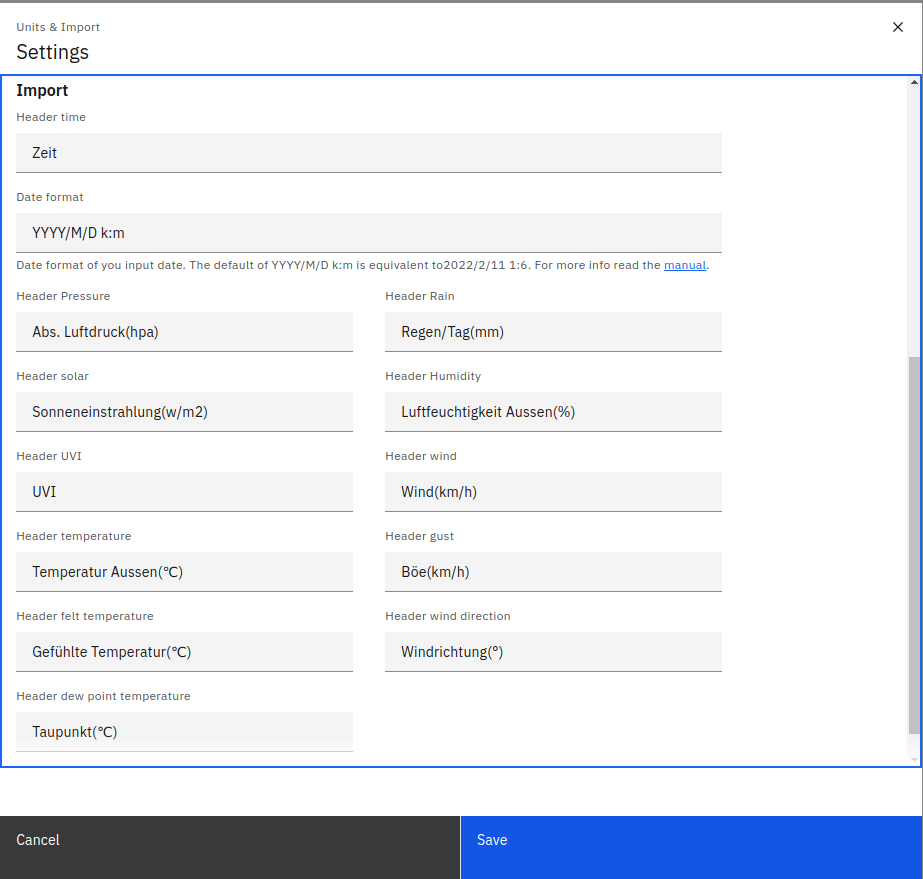 Units & Import
Settings
Import
Header time
Zeit
Date format
YYYY/M/D k:m
Date format of you input date. The default of YYYY/M/D k:m is equivalent to2022/2/11 1:6. For more info read the manual.
Header Pressure
Abs. Luftdruck(hpa)
Header Rain
Regen/Tag(mm)
Header solar
Sonneneinstrahlung(w/m2)
Header Humidity
Luftfeuchtigkeit Aussen(%)
Header UVI
UVI
Header wind
Wind(km/h)
Header temperature
Temperatur Aussen(℃)
Header gust
Böe(km/h)
Header felt temperature
Gefühlte Temperatur(℃)
Header wind direction
Windrichtung(°)
Header dew point temperature
Taupunkt(℃)
Cancel
Save